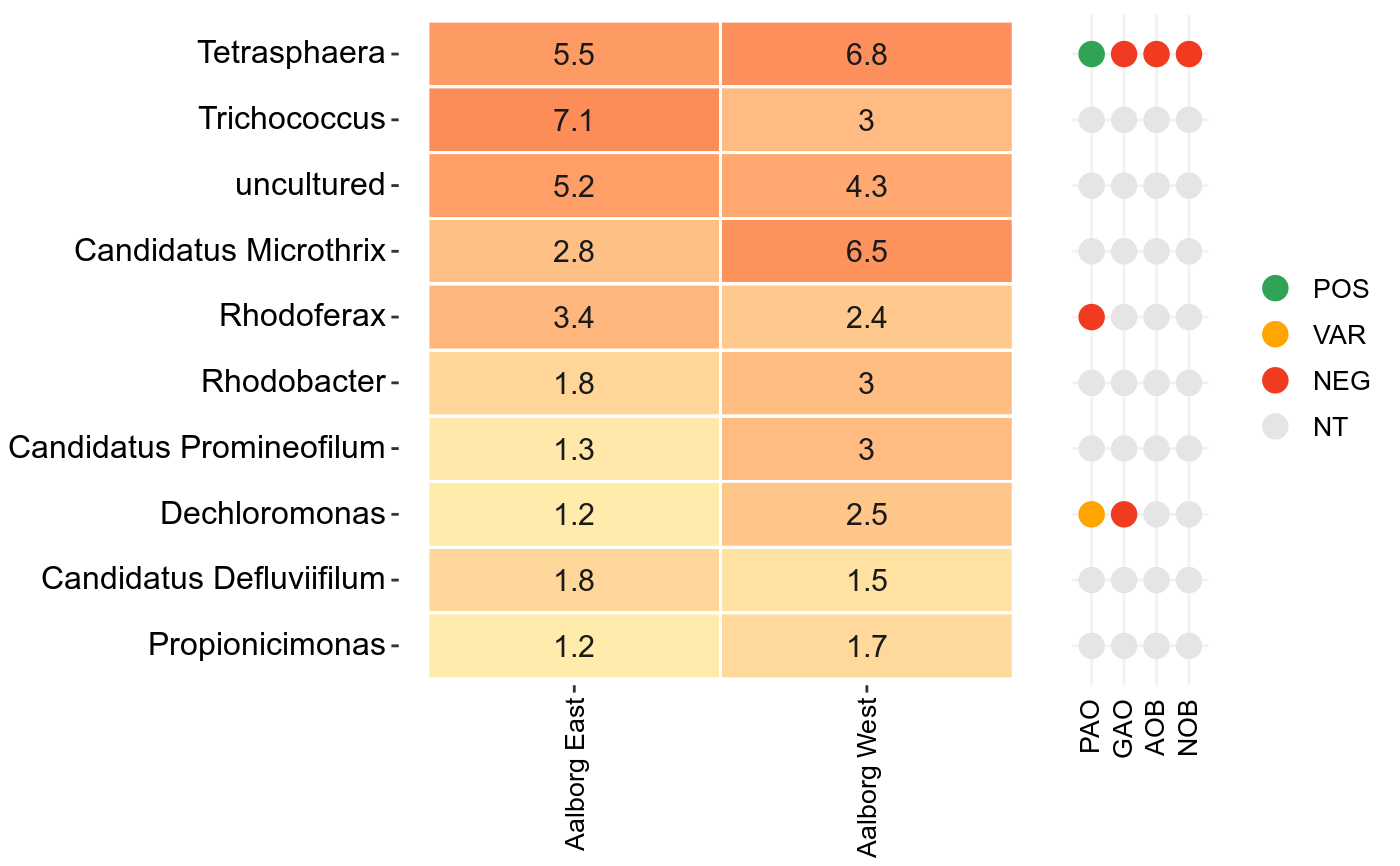 Tetrasphaera 5.5 6.8
Trichococcus 7.1 3
uncultured 5.2 4.3
Candidatus Microthrix 2.8 6.5
Rhodoferax 3.4 2.4
Rhodobacter 1.8 3
Candidatus Promineofilum 1.3 3
Dechloromonas 1.2 2.5
Candidatus Defluviifilum 1.8 1.5
Propionicimonas 1.2 1.7
Aalborg East
Aalborg West
PAO
GAO
AOB
NOB
POS
VAR
NEG
NT